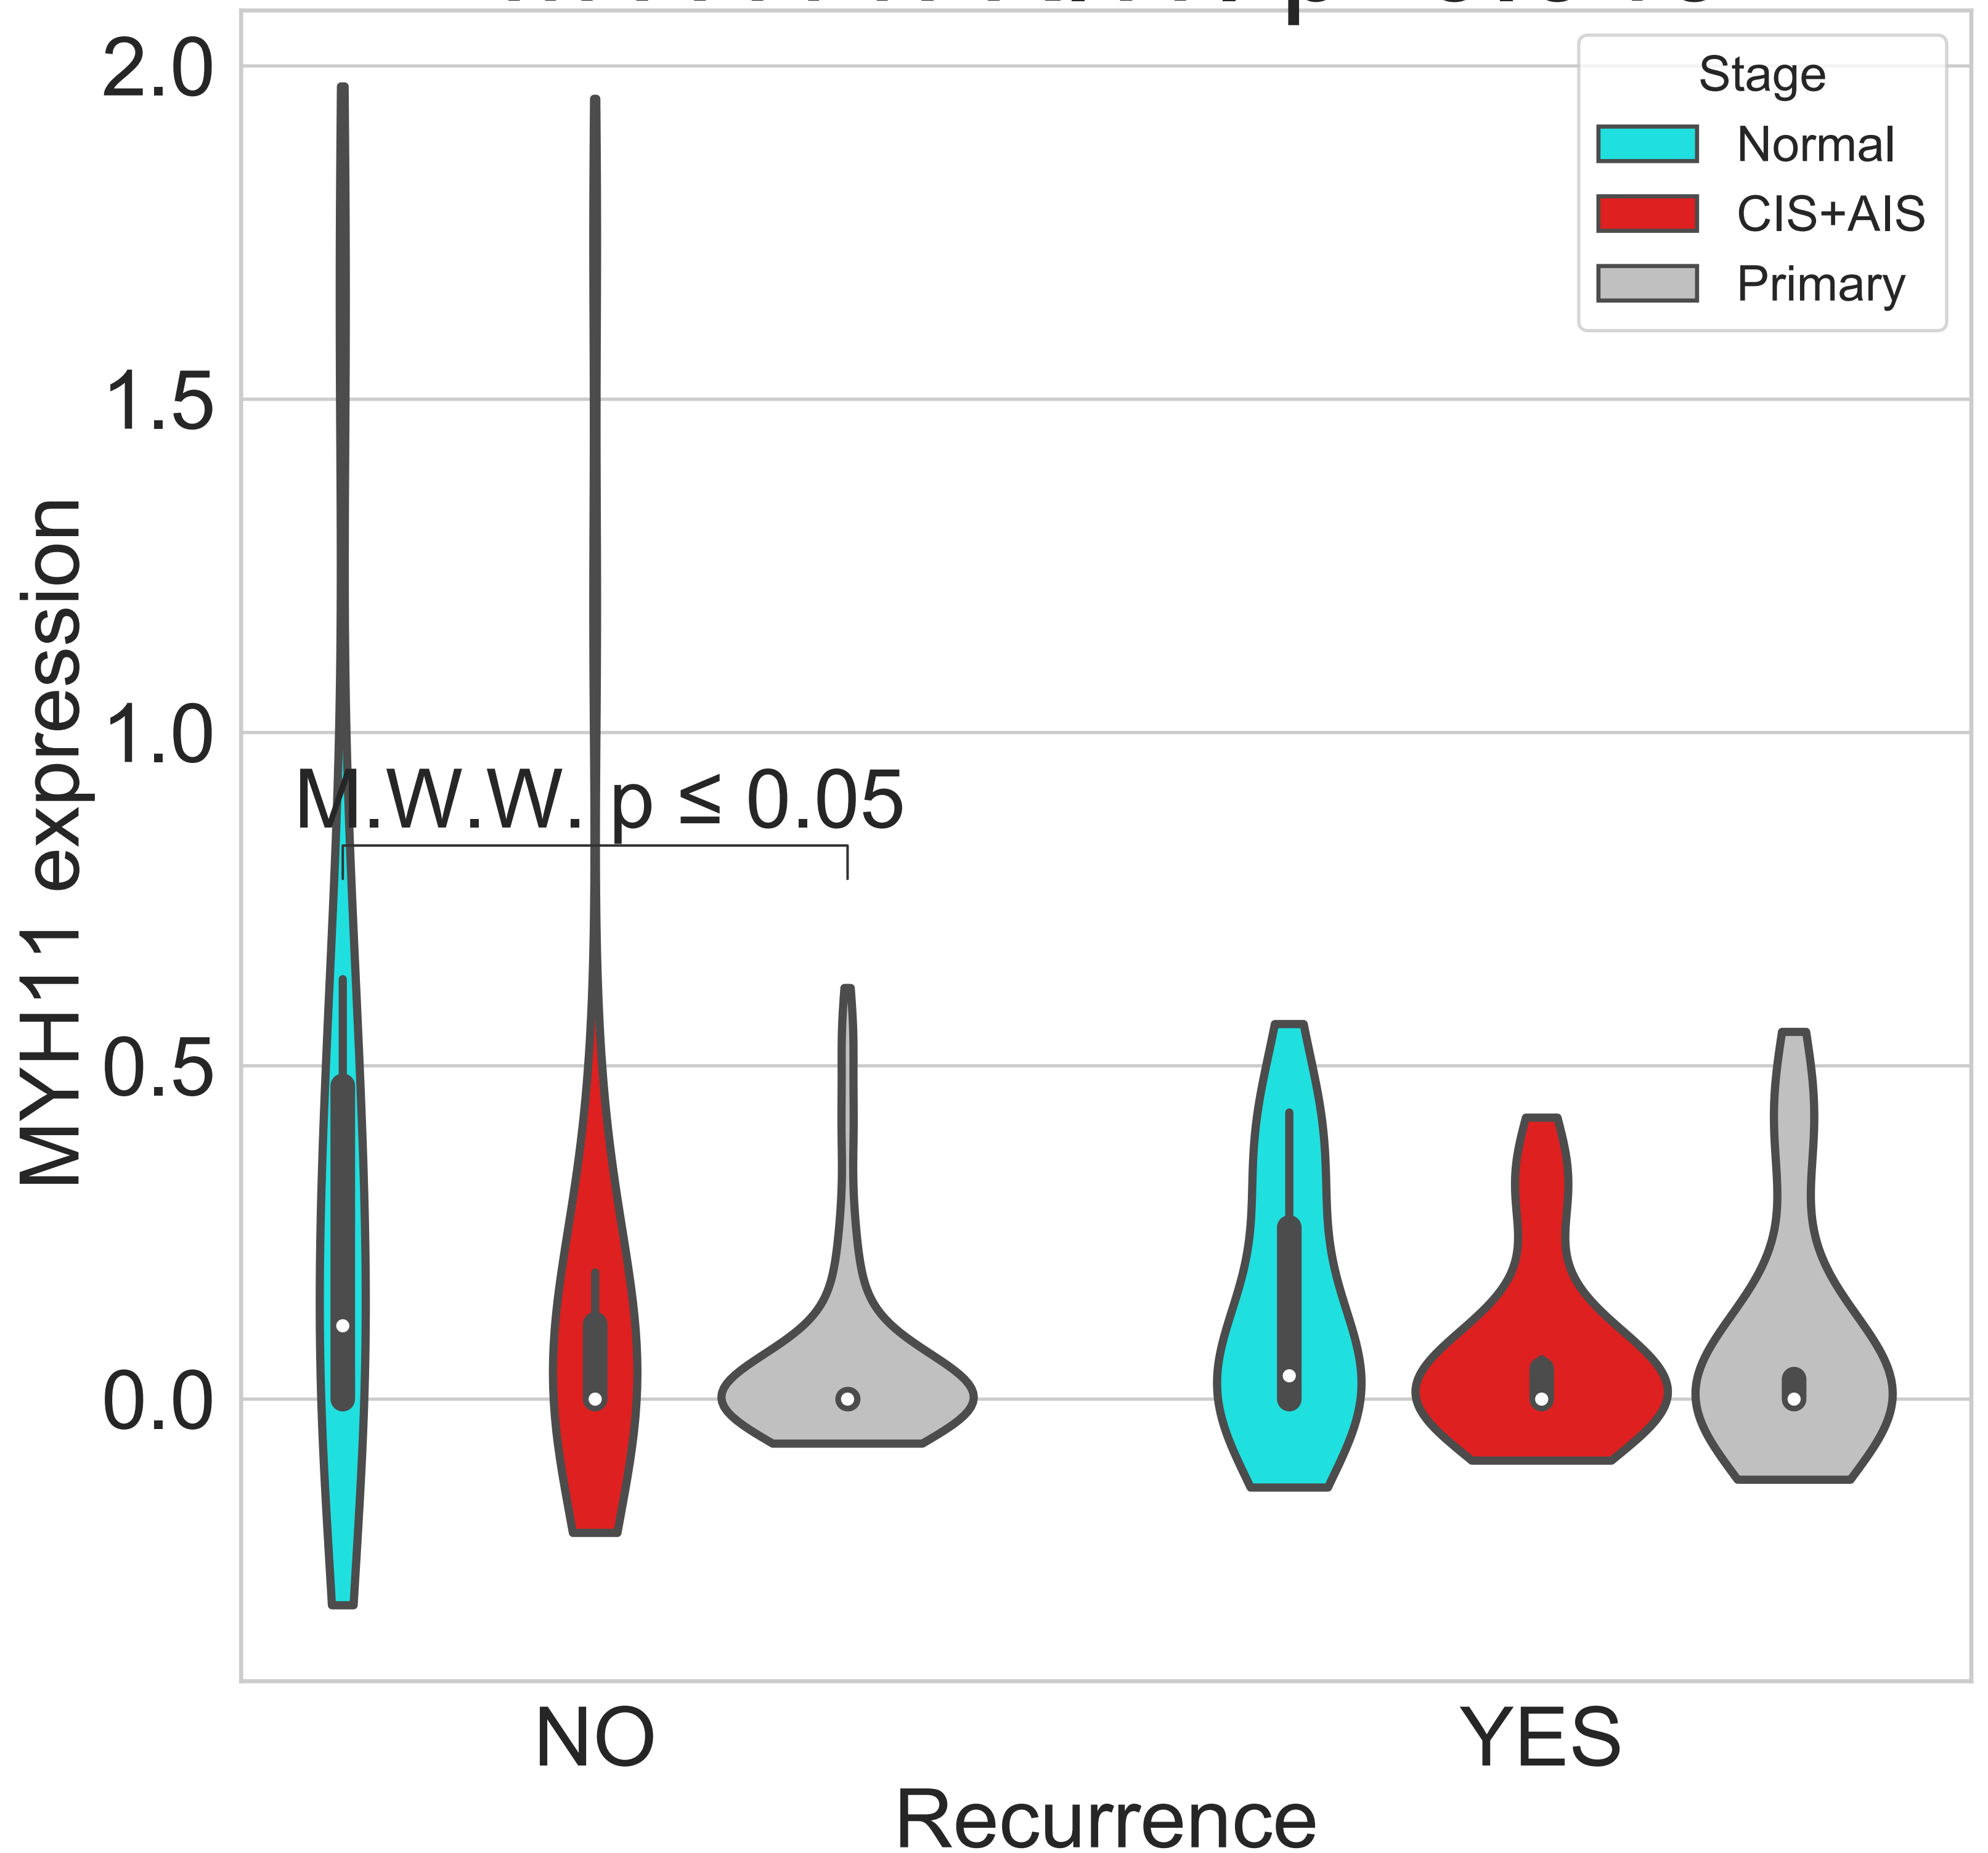 2.0
1.5
1.0
0.5
0.0
MYH11 expression
Stage
Normal
CIS+AIS
Primary
M.W.W. p ≤ 0.05
NO
YES
Recurrence